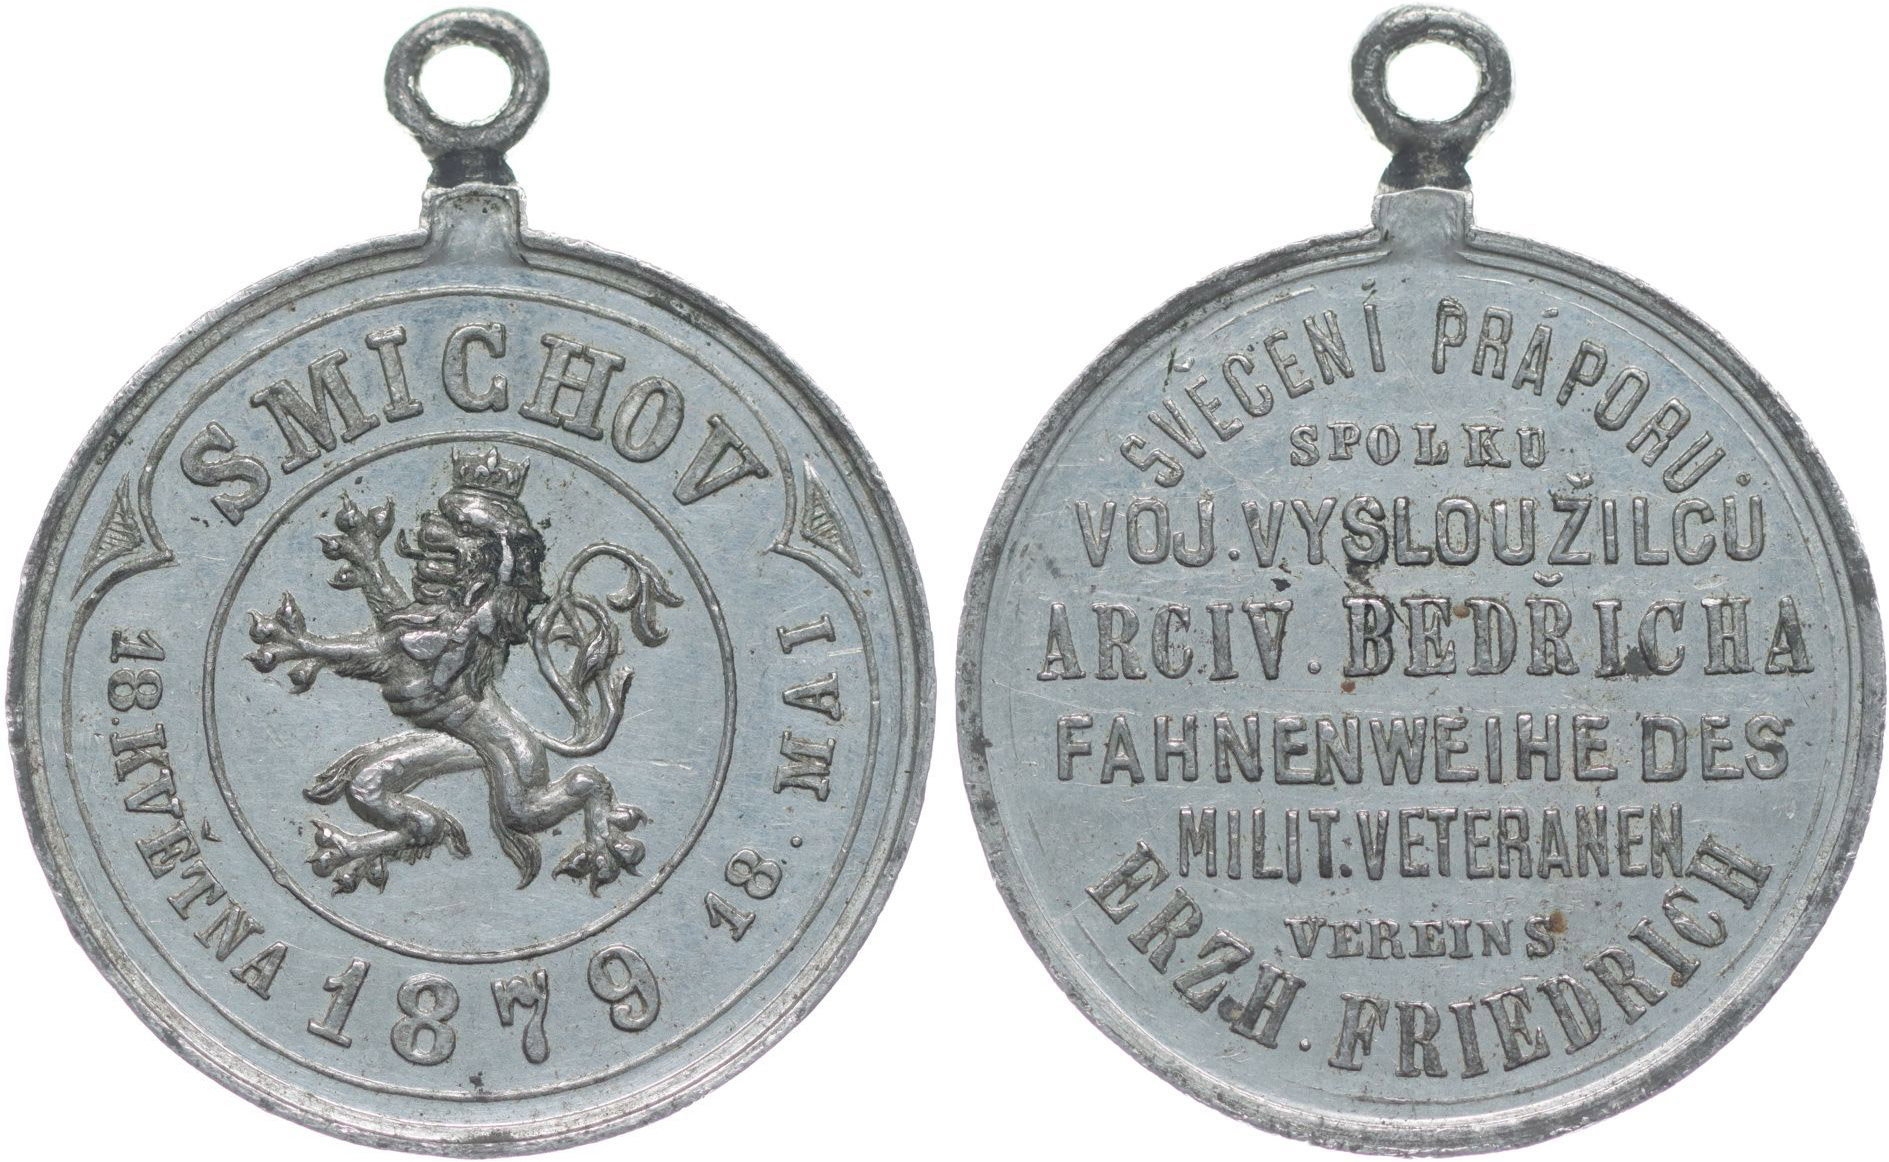 SMICHOV
18. KVĚTNA
1879
18. MAI
SVĚCENÍ PRÁPORU
SPOLKU
VOJ. VYSLOUŽILCŮ
ARCIV. BEDŘICHA
FAHNENWEIHE DES
MILIT. VETERANEN
VEREINS
ERZ.H. FRIEDRICH